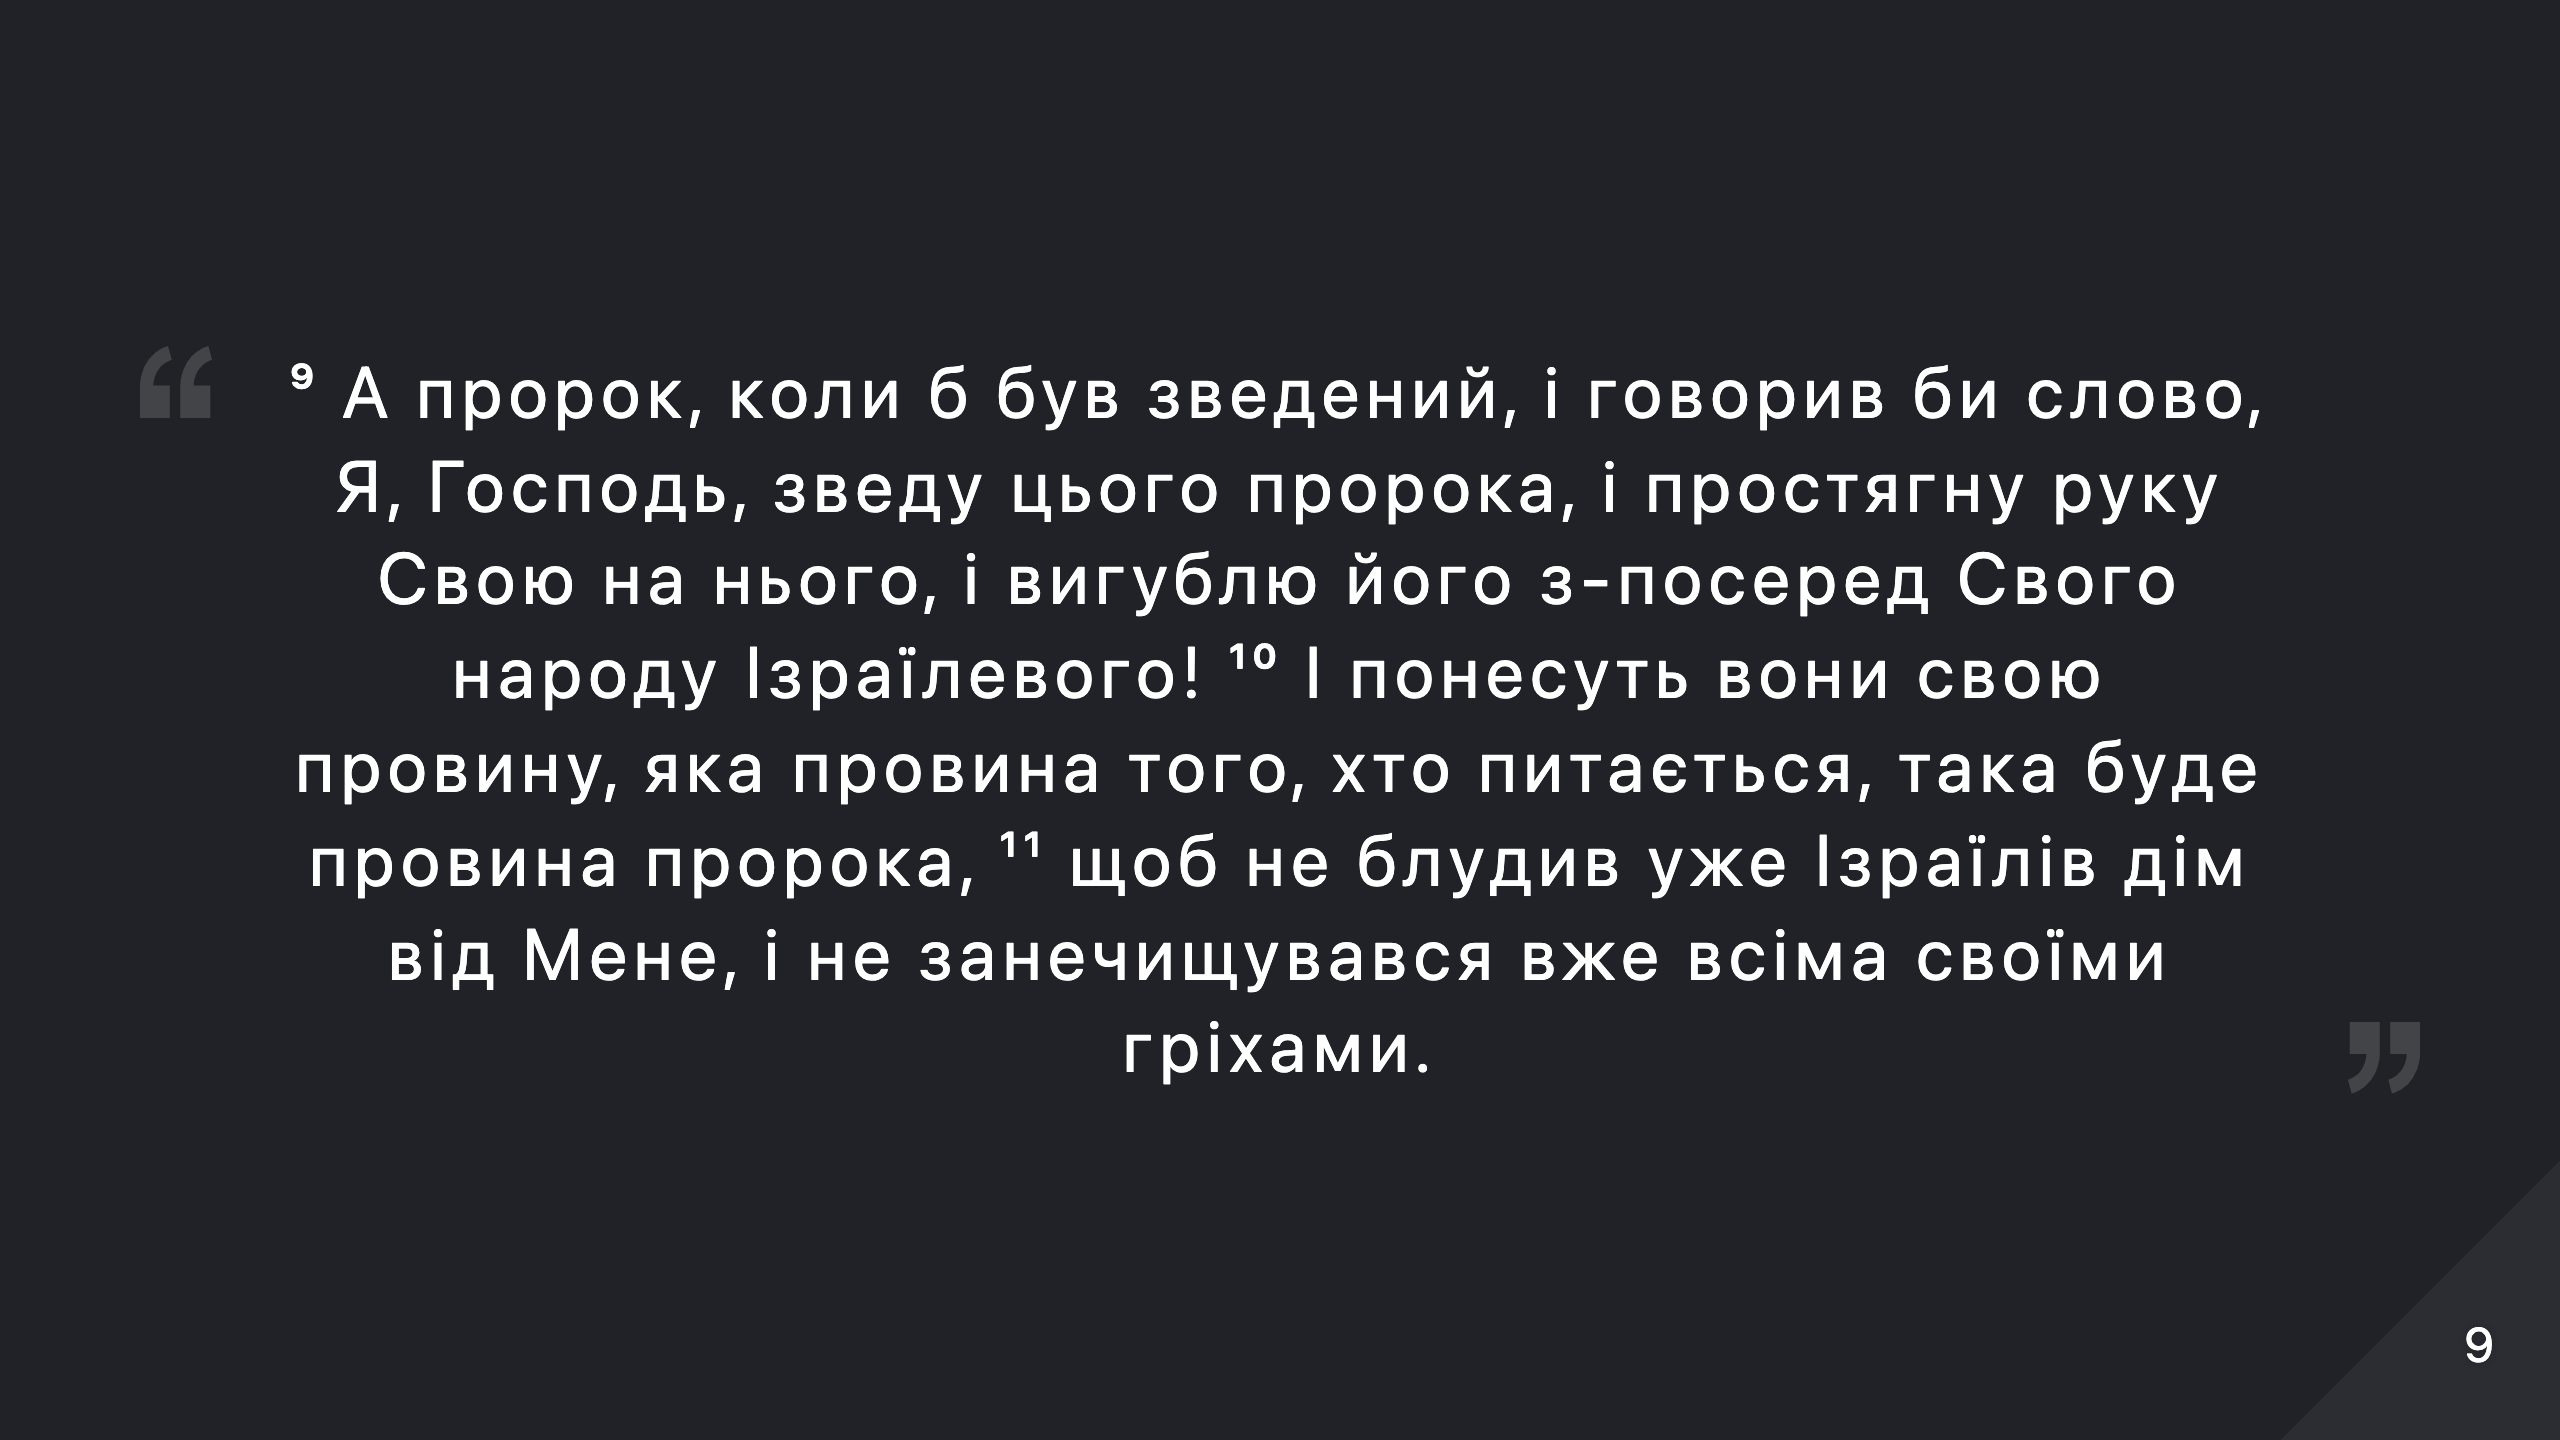 “
⁹ А пророк, коли б був зведений, і говорив би слово,
Я, Господь, зведу цього пророка, і простягну руку
Свою на нього, і вигублю його з-посеред Свого
народу Ізраїлевого! ¹⁰ І понесуть вони свою
провину, яка провина того, хто питається, така буде
провина пророка, ¹¹ щоб не блудив уже Ізраїлів дім
від Мене, і не занечищувався вже всіма своїми
гріхами.
”
9